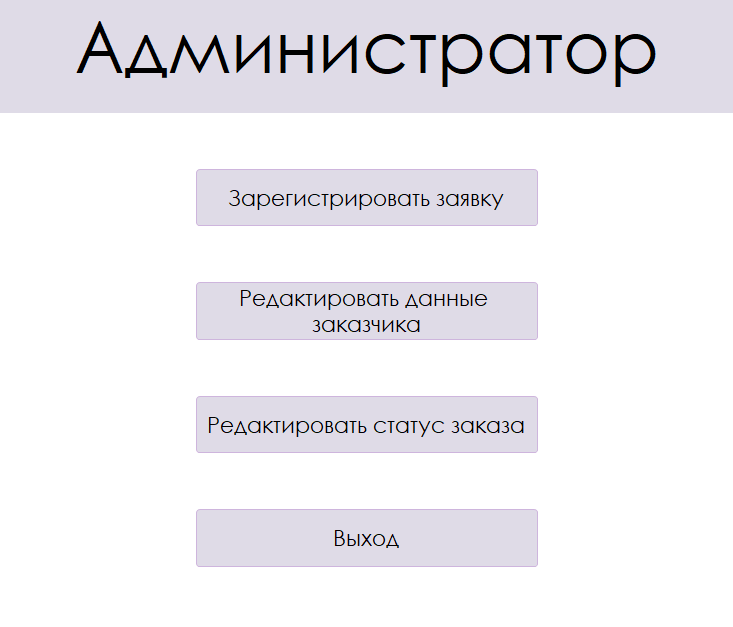 Администратор
Зарегистрировать заявку
Редактировать данные
заказчика
Редактировать статус заказа
Выход